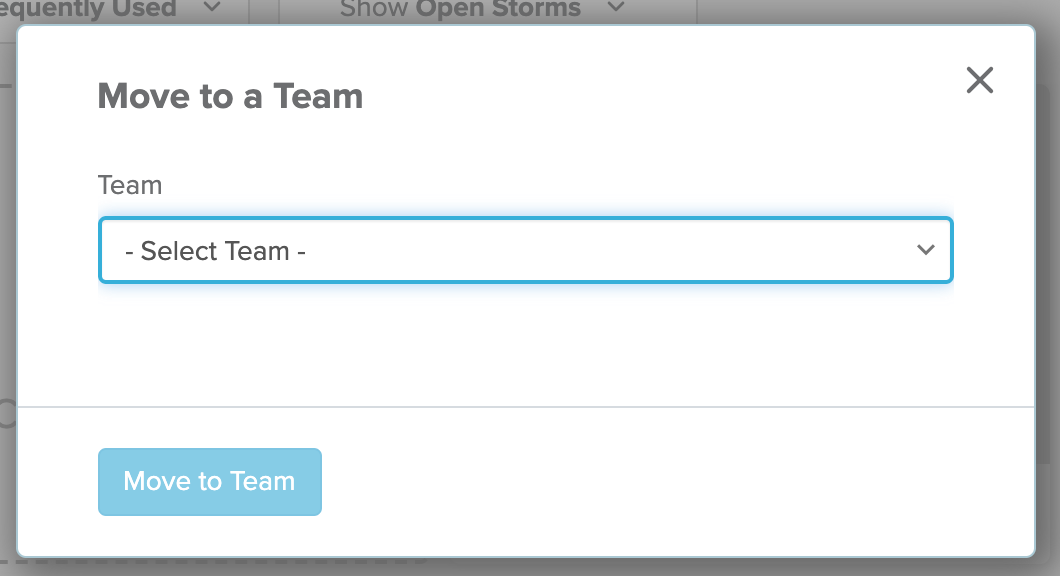 equently Used
Show Open Storms
Move to a Team
Team
- Select Team -
Move to Team